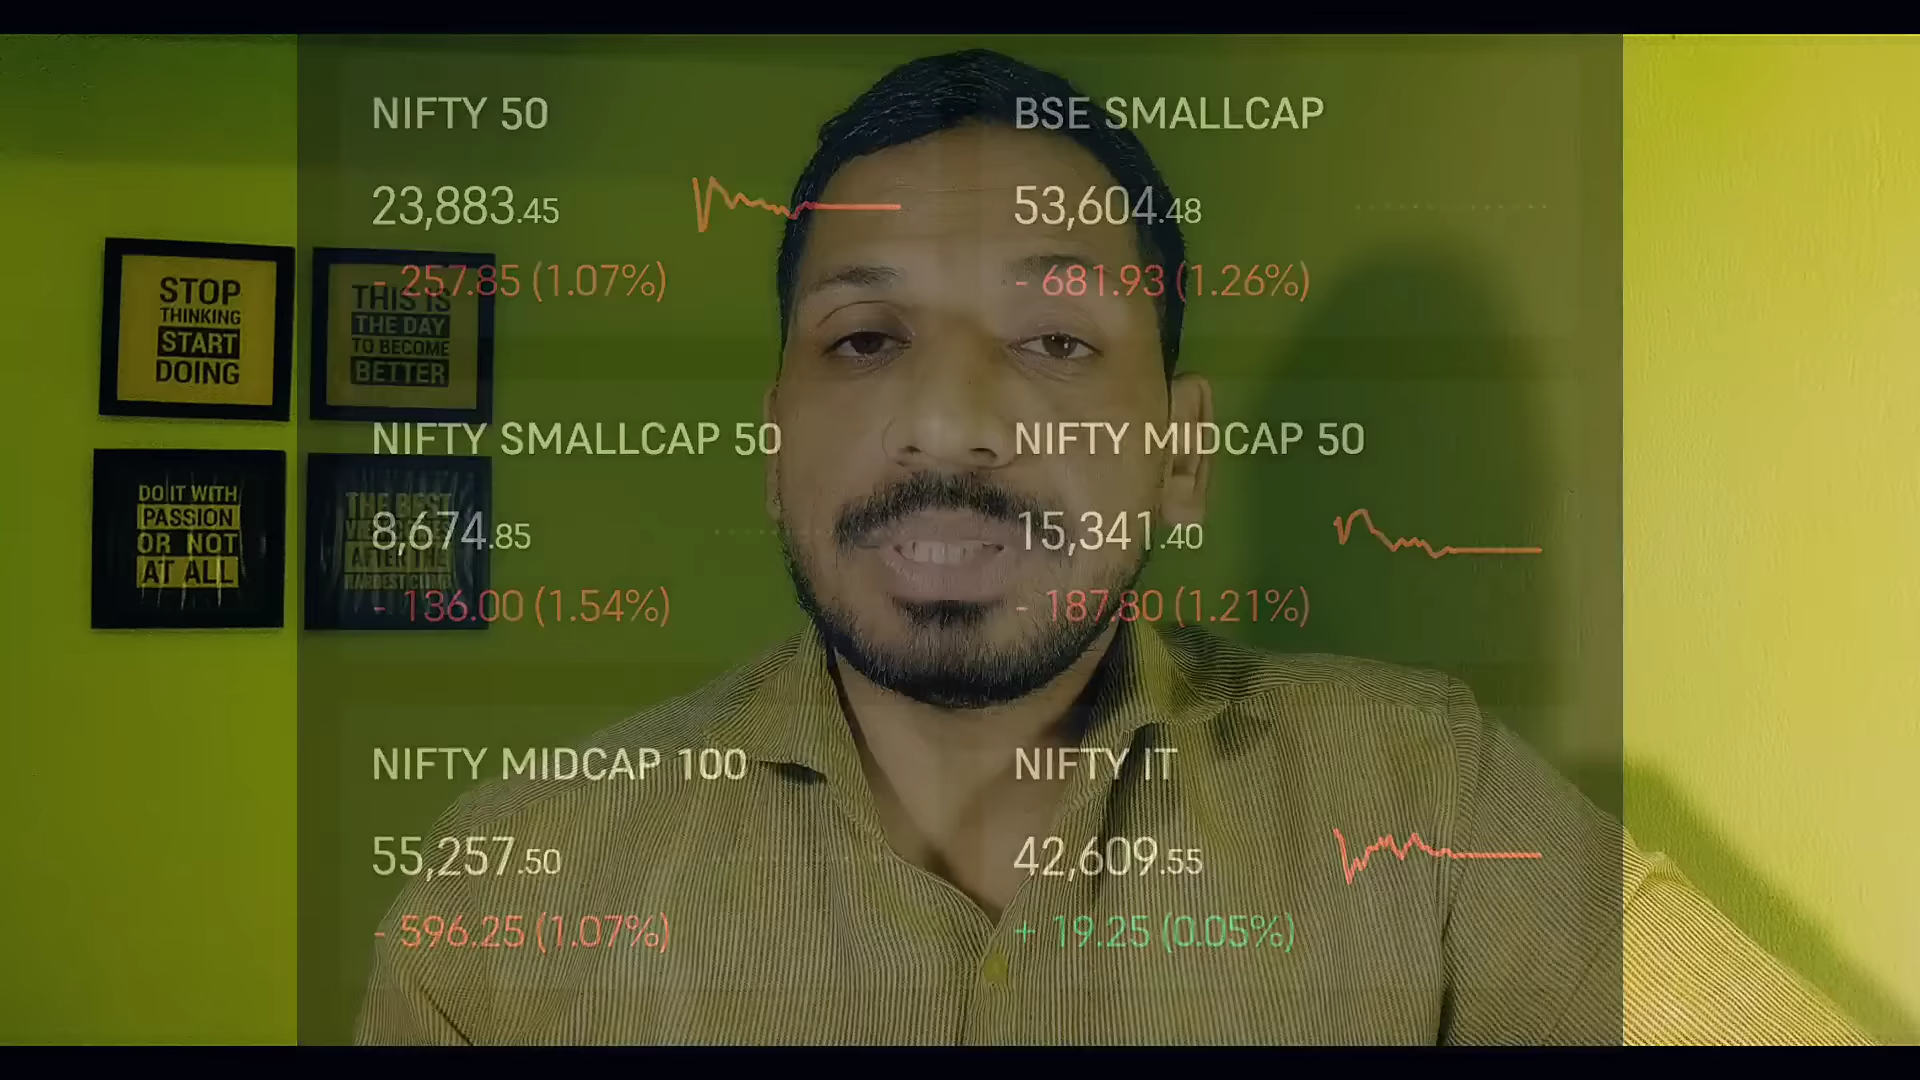 NIFTY 50
23,883.45
- 257.85 (1.07%)
BSE SMALLCAP
53,604.48
- 681.93 (1.26%)
STOP
THINKING
START
DOING
THIS IS
THE DAY
TO BECOME
BETTER
NIFTY SMALLCAP 50
8,674.85
- 136.00 (1.54%)
NIFTY MIDCAP 50
15,341.40
- 187.80 (1.21%)
DO IT WITH
PASSION
OR NOT
AT ALL
THE BEST
AFTER THE
HARDEST CLIMB
NIFTY MIDCAP 100
55,257.50
- 596.25 (1.07%)
NIFTY IT
42,609.55
+ 19.25 (0.05%)